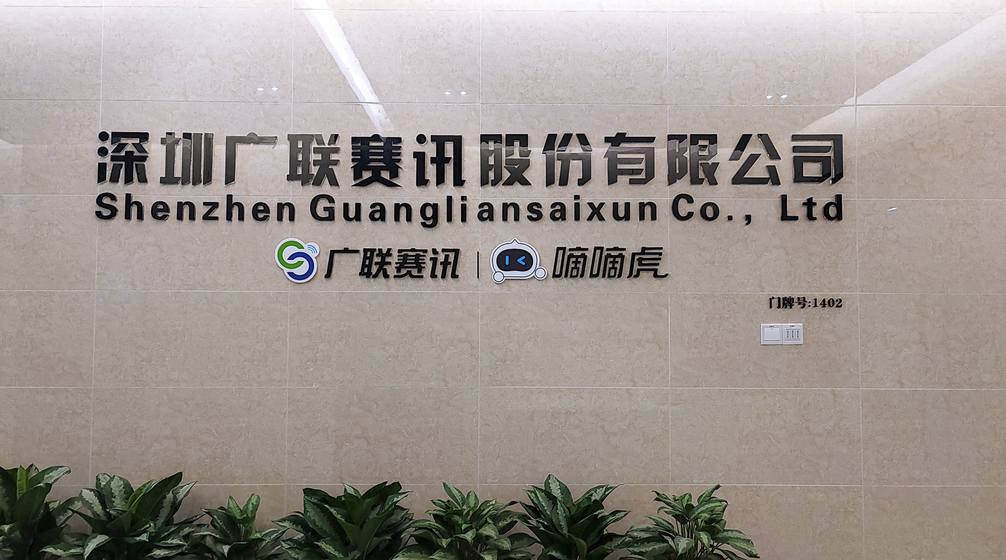 深圳广联赛讯股份有限公司
Shenzhen Guangliansaixun Co., Ltd
广联赛讯 | 嘀嘀虎
门牌号:1402